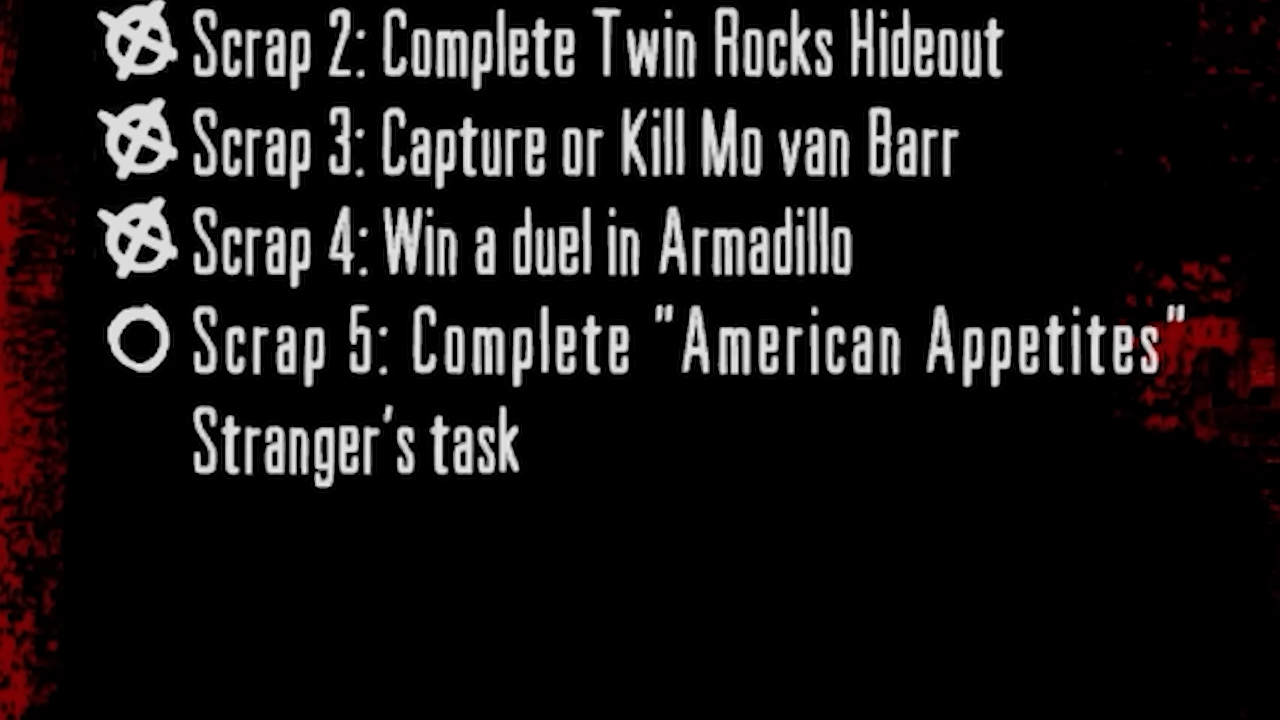 Scrap 2: Complete Twin Rocks Hideout
Scrap 3: Capture or Kill Mo van Barr
Scrap 4: Win a duel in Armadillo
Scrap 5: Complete "American Appetites"
Stranger's task